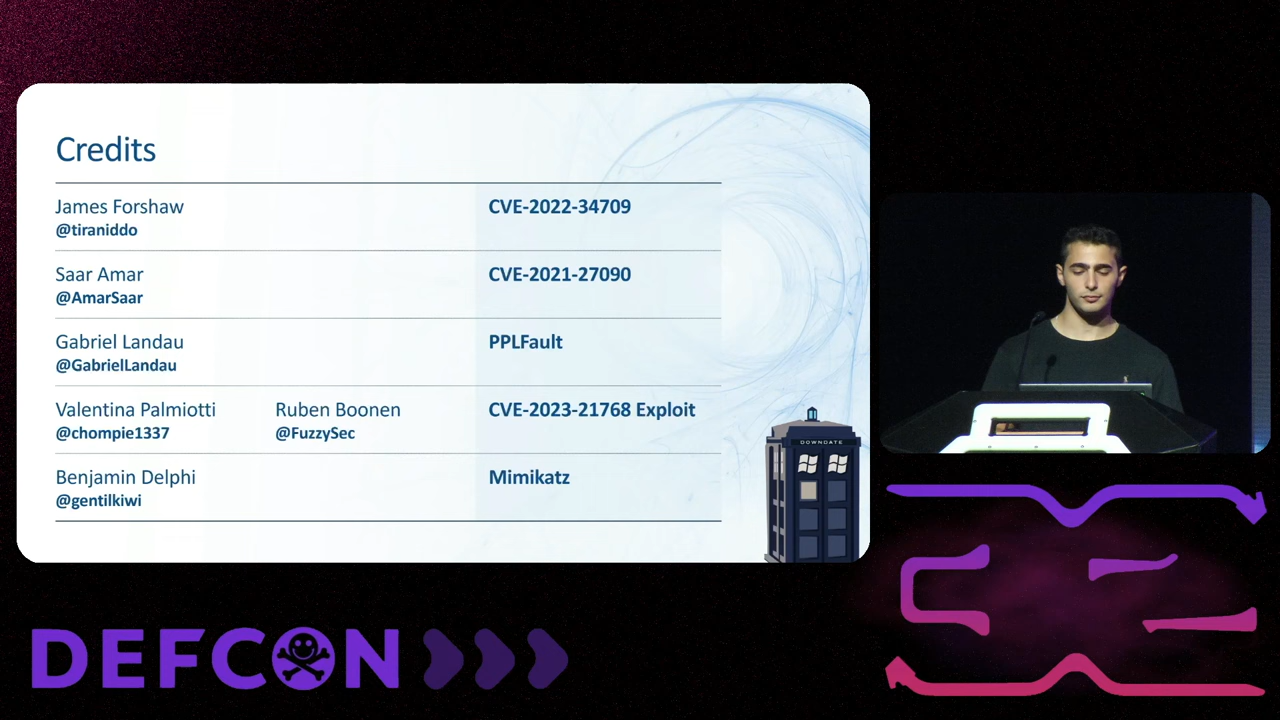 Credits
James Forshaw
@tiraniddo
CVE-2022-34709
Saar Amar
@AmarSaar
CVE-2021-27090
Gabriel Landau
@GabrielLandau
PPLFault
Valentina Palmiotti
@chompie1337
Ruben Boonen
@FuzzySec
CVE-2023-21768 Exploit
Benjamin Delphi
@gentilkiwi
Mimikatz
DOWNDATE
DEFCON